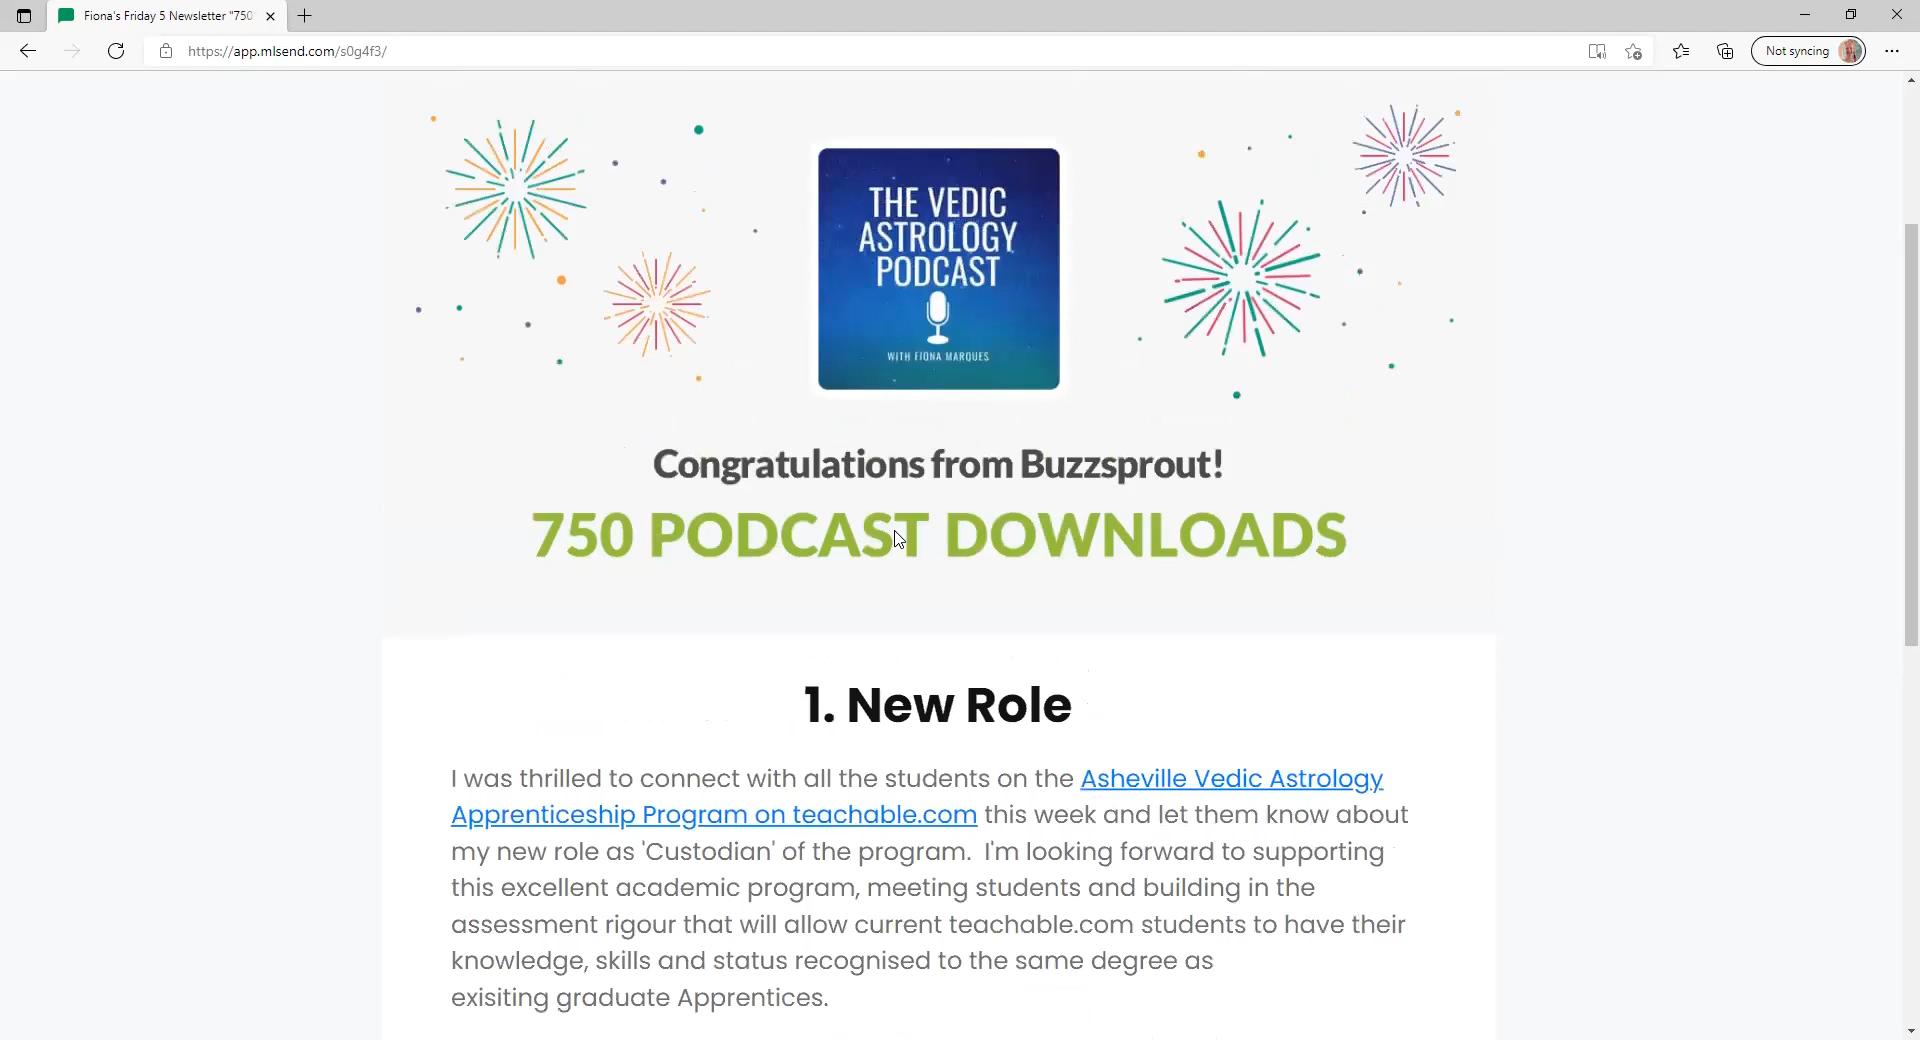 Fiona's Friday 5 Newsletter "750
https://app.mlsend.com/s0g4f3/
Not syncing
THE VEDIC
ASTROLOGY
PODCAST
WITH FIONA MARQUES
Congratulations from Buzzsprout!
750 PODCAST DOWNLOADS
1. New Role
I was thrilled to connect with all the students on the Asheville Vedic Astrology
Apprenticeship Program on teachable.com this week and let them know about
my new role as 'Custodian' of the program.  I'm looking forward to supporting
this excellent academic program, meeting students and building in the
assessment rigour that will allow current teachable.com students to have their
knowledge, skills and status recognised to the same degree as
exisiting graduate Apprentices.